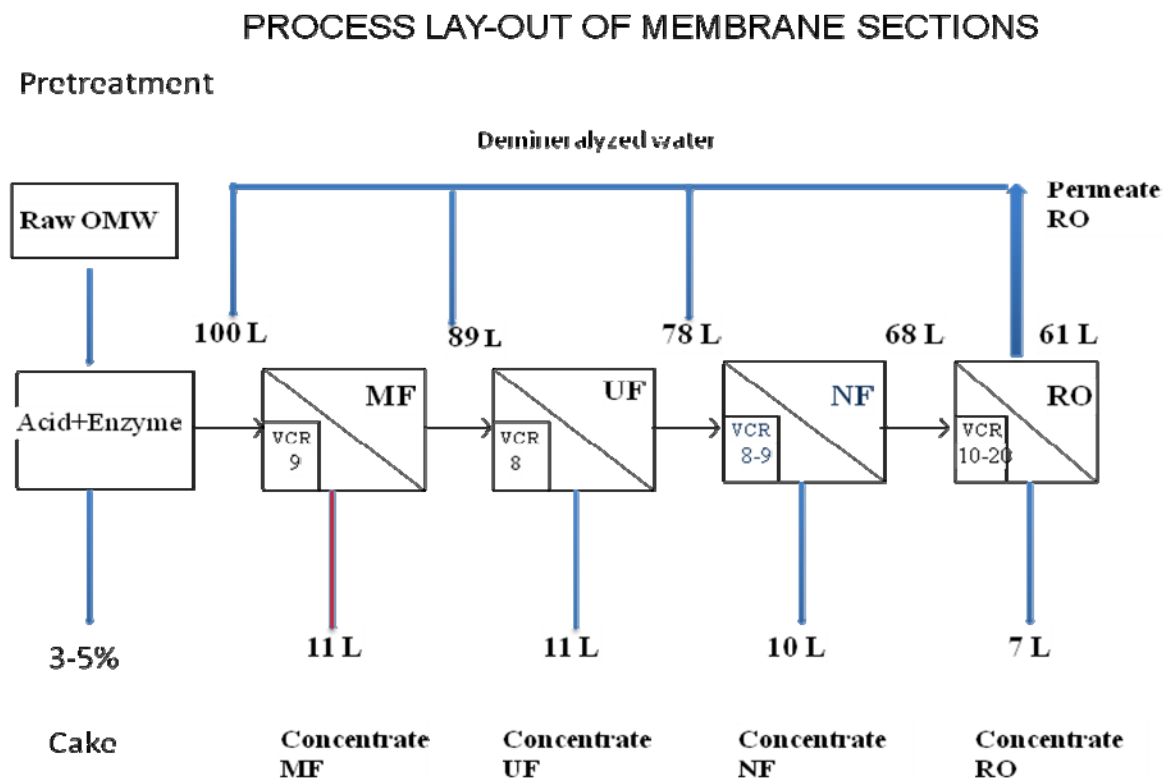 PROCESS LAY-OUT OF MEMBRANE SECTIONS
Pretreatment
Demineralyzed water
Raw OMW
Permeate
RO
100 L
89 L
78 L
68 L
61 L
Acid+Enzyme
MF
VCR
9
UF
VCR
8
NF
VCR
8-9
RO
VCR
10-20
3-5%
11 L
11 L
10 L
7 L
Cake
Concentrate
MF
Concentrate
UF
Concentrate
NF
Concentrate
RO